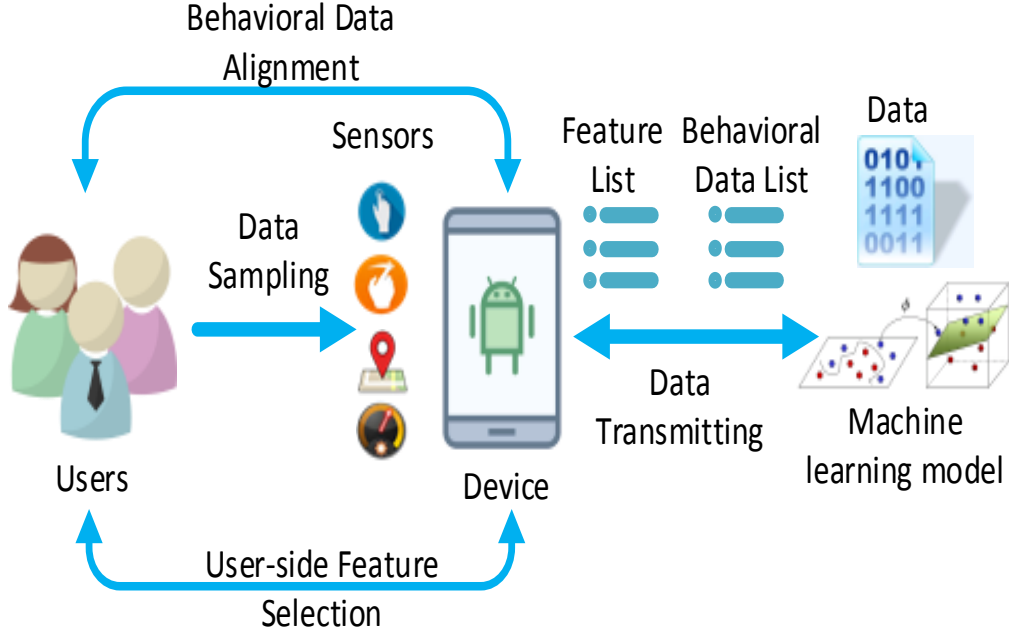 Behavioral Data
Alignment
Sensors
Feature
List
Behavioral
Data List
Data
0101
1100
1111
0011
Data
Sampling
ϕ
Data
Transmitting
Machine
learning model
Users
Device
User-side Feature
Selection